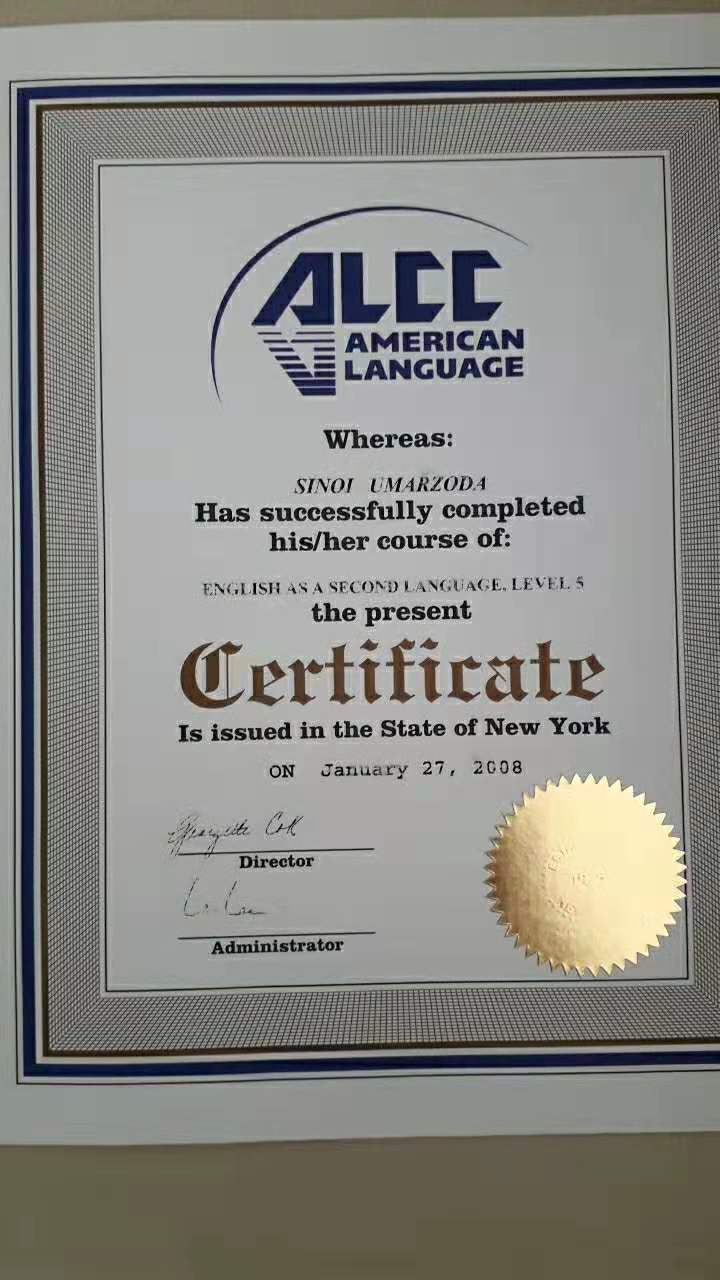 ALCC
AMERICAN
LANGUAGE
Whereas:
SINOI UMARZODA
Has successfully completed
his/her course of:
ENGLISH AS A SECOND LANGUAGE, LEVEL 5
the present
Certificate
Is issued in the State of New York
ON January 27, 2008
Director
Administrator